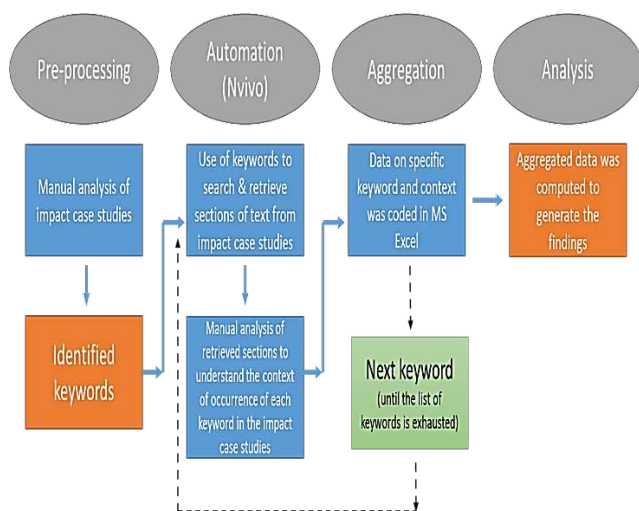 Pre-processing
Automation
(Nvivo)
Aggregation
Analysis
Manual analysis of
impact case studies
Identified
keywords
Use of keywords to
search & retrieve
sections of text from
impact case studies
Manual analysis of
retrieved sections to
understand the context
of occurrence of each
keyword in the impact
case studies
Data on specific
keyword and context
was coded in MS
Excel
Next keyword
(until the list of
keywords is exhausted)
Aggregated data was
computed to
generate the
findings